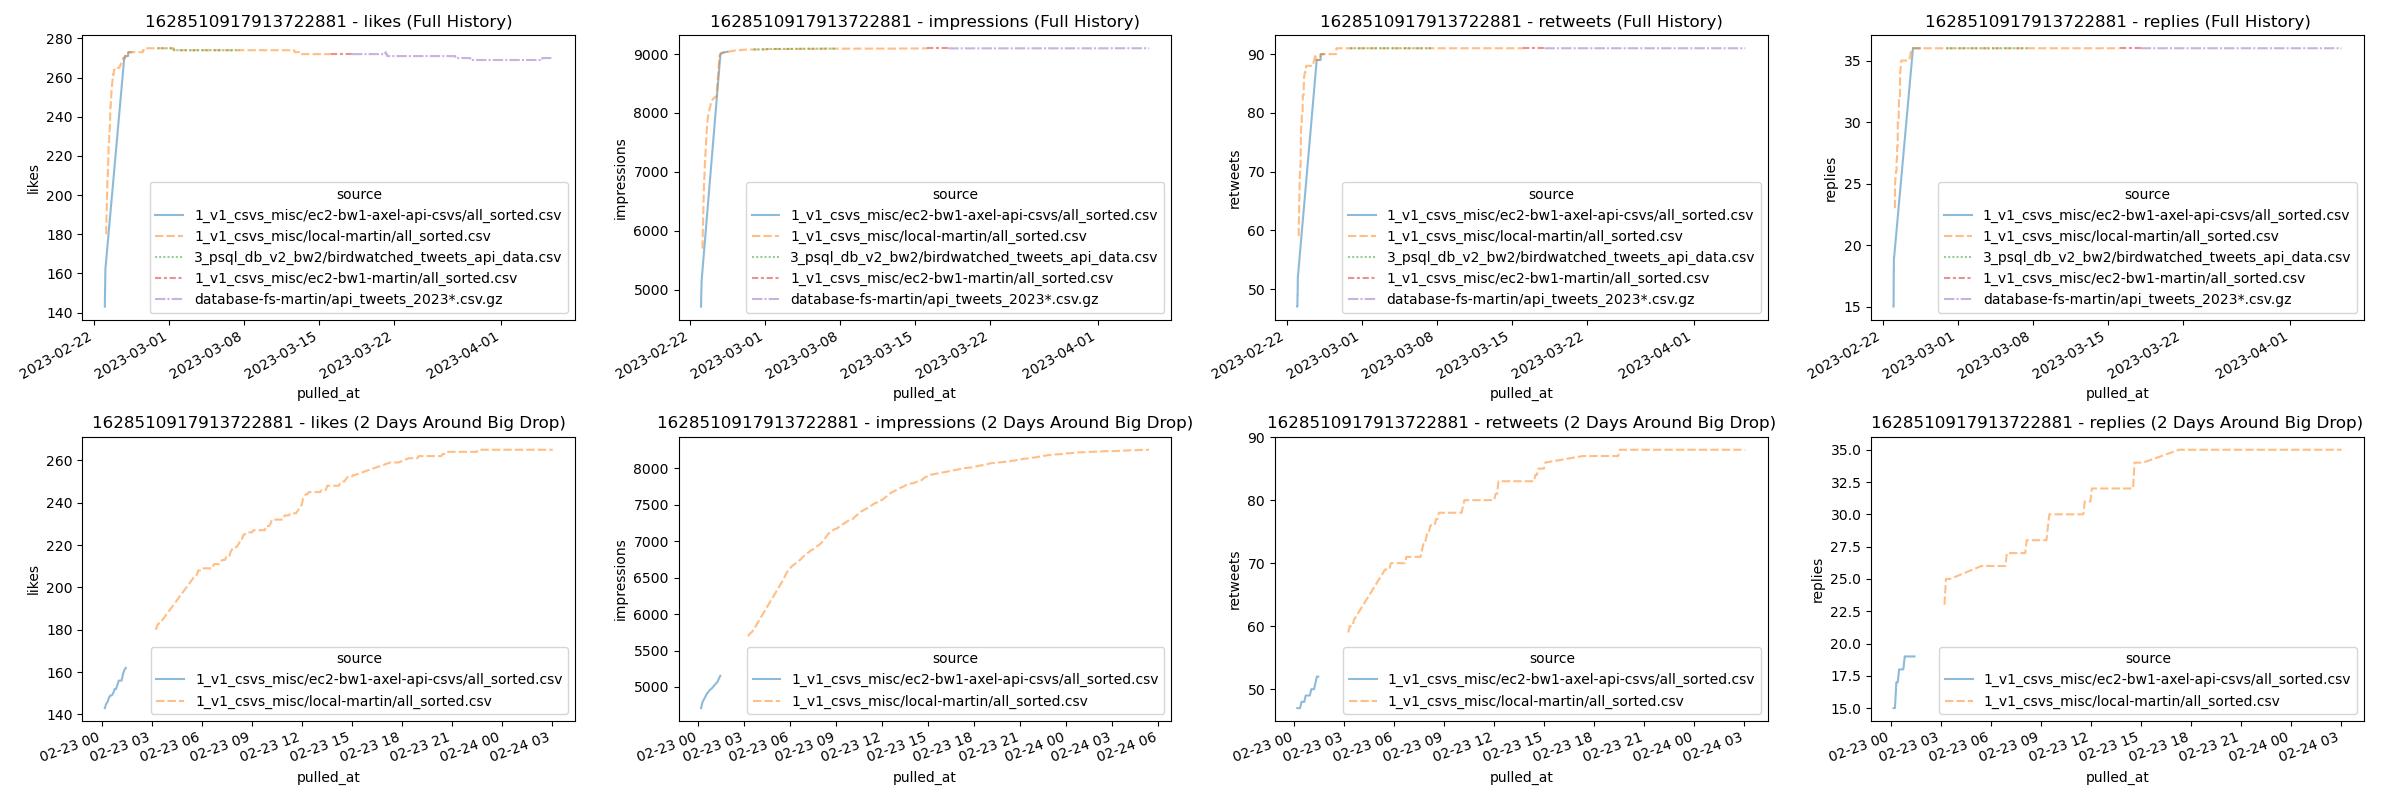 1628510917913722881 - likes (Full History)
280
260
240
220
200
180
160
140
likes
source
1_v1_csvs_misc/ec2-bw1-axel-api-csvs/all_sorted.csv
1_v1_csvs_misc/local-martin/all_sorted.csv
3_psql_db_v2_bw2/birdwatched_tweets_api_data.csv
1_v1_csvs_misc/ec2-bw1-martin/all_sorted.csv
database-fs-martin/api_tweets_2023*.csv.gz
2023-02-22
2023-03-01
2023-03-08
2023-03-15
2023-03-22
2023-04-01
pulled_at
1628510917913722881 - impressions (Full History)
9000
8000
7000
6000
5000
impressions
source
1_v1_csvs_misc/ec2-bw1-axel-api-csvs/all_sorted.csv
1_v1_csvs_misc/local-martin/all_sorted.csv
3_psql_db_v2_bw2/birdwatched_tweets_api_data.csv
1_v1_csvs_misc/ec2-bw1-martin/all_sorted.csv
database-fs-martin/api_tweets_2023*.csv.gz
2023-02-22
2023-03-01
2023-03-08
2023-03-15
2023-03-22
2023-04-01
pulled_at
1628510917913722881 - retweets (Full History)
90
80
70
60
50
retweets
source
1_v1_csvs_misc/ec2-bw1-axel-api-csvs/all_sorted.csv
1_v1_csvs_misc/local-martin/all_sorted.csv
3_psql_db_v2_bw2/birdwatched_tweets_api_data.csv
1_v1_csvs_misc/ec2-bw1-martin/all_sorted.csv
database-fs-martin/api_tweets_2023*.csv.gz
2023-02-22
2023-03-01
2023-03-08
2023-03-15
2023-03-22
2023-04-01
pulled_at
1628510917913722881 - replies (Full History)
35
30
25
20
15
replies
source
1_v1_csvs_misc/ec2-bw1-axel-api-csvs/all_sorted.csv
1_v1_csvs_misc/local-martin/all_sorted.csv
3_psql_db_v2_bw2/birdwatched_tweets_api_data.csv
1_v1_csvs_misc/ec2-bw1-martin/all_sorted.csv
database-fs-martin/api_tweets_2023*.csv.gz
2023-02-22
2023-03-01
2023-03-08
2023-03-15
2023-03-22
2023-04-01
pulled_at
1628510917913722881 - likes (2 Days Around Big Drop)
260
240
220
200
180
160
140
likes
source
1_v1_csvs_misc/ec2-bw1-axel-api-csvs/all_sorted.csv
1_v1_csvs_misc/local-martin/all_sorted.csv
02-23 00
02-23 03
02-23 06
02-23 09
02-23 12
02-23 15
02-23 18
02-23 21
02-24 00
02-24 03
pulled_at
1628510917913722881 - impressions (2 Days Around Big Drop)
8000
7500
7000
6500
6000
5500
5000
impressions
source
1_v1_csvs_misc/ec2-bw1-axel-api-csvs/all_sorted.csv
1_v1_csvs_misc/local-martin/all_sorted.csv
02-23 00
02-23 03
02-23 06
02-23 09
02-23 12
02-23 15
02-23 18
02-23 21
02-24 00
02-24 03
02-24 06
pulled_at
1628510917913722881 - retweets (2 Days Around Big Drop)
90
80
70
60
50
retweets
source
1_v1_csvs_misc/ec2-bw1-axel-api-csvs/all_sorted.csv
1_v1_csvs_misc/local-martin/all_sorted.csv
02-23 00
02-23 03
02-23 06
02-23 09
02-23 12
02-23 15
02-23 18
02-23 21
02-24 00
02-24 03
pulled_at
1628510917913722881 - replies (2 Days Around Big Drop)
35.0
32.5
30.0
27.5
25.0
22.5
20.0
17.5
15.0
replies
source
1_v1_csvs_misc/ec2-bw1-axel-api-csvs/all_sorted.csv
1_v1_csvs_misc/local-martin/all_sorted.csv
02-23 00
02-23 03
02-23 06
02-23 09
02-23 12
02-23 15
02-23 18
02-23 21
02-24 00
02-24 03
pulled_at